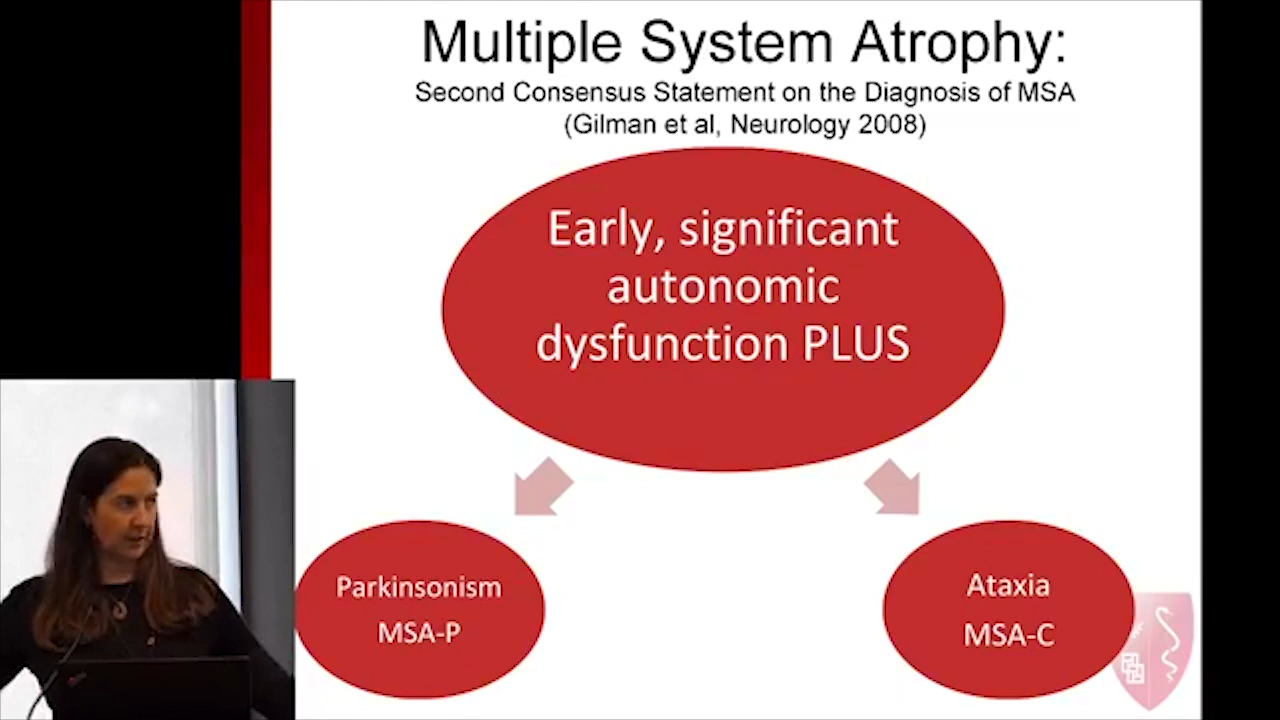 Multiple System Atrophy:
Second Consensus Statement on the Diagnosis of MSA
(Gilman et al, Neurology 2008)
Early, significant
autonomic
dysfunction PLUS
Parkinsonism
MSA-P
Ataxia
MSA-C